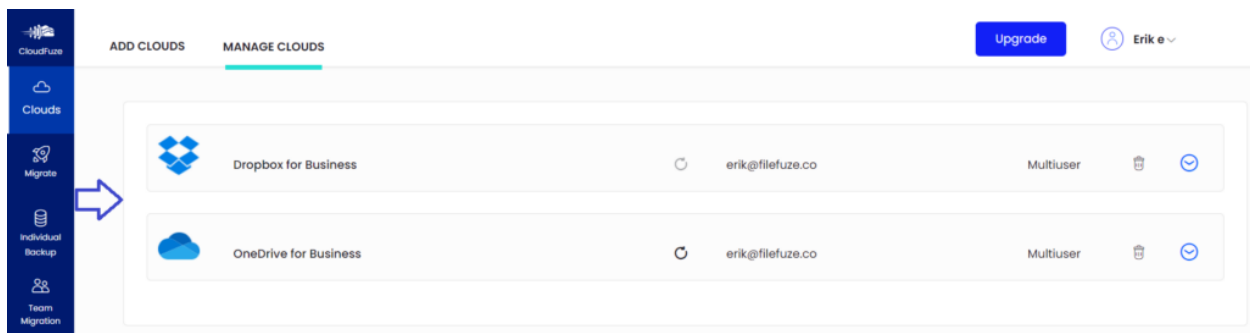 CloudFuze
ADD CLOUDS
MANAGE CLOUDS
Upgrade
Erik e
Clouds
Migrate
Individual
Backup
Team
Migration
Dropbox for Business
erik@filefuze.co
Multiuser
OneDrive for Business
erik@filefuze.co
Multiuser